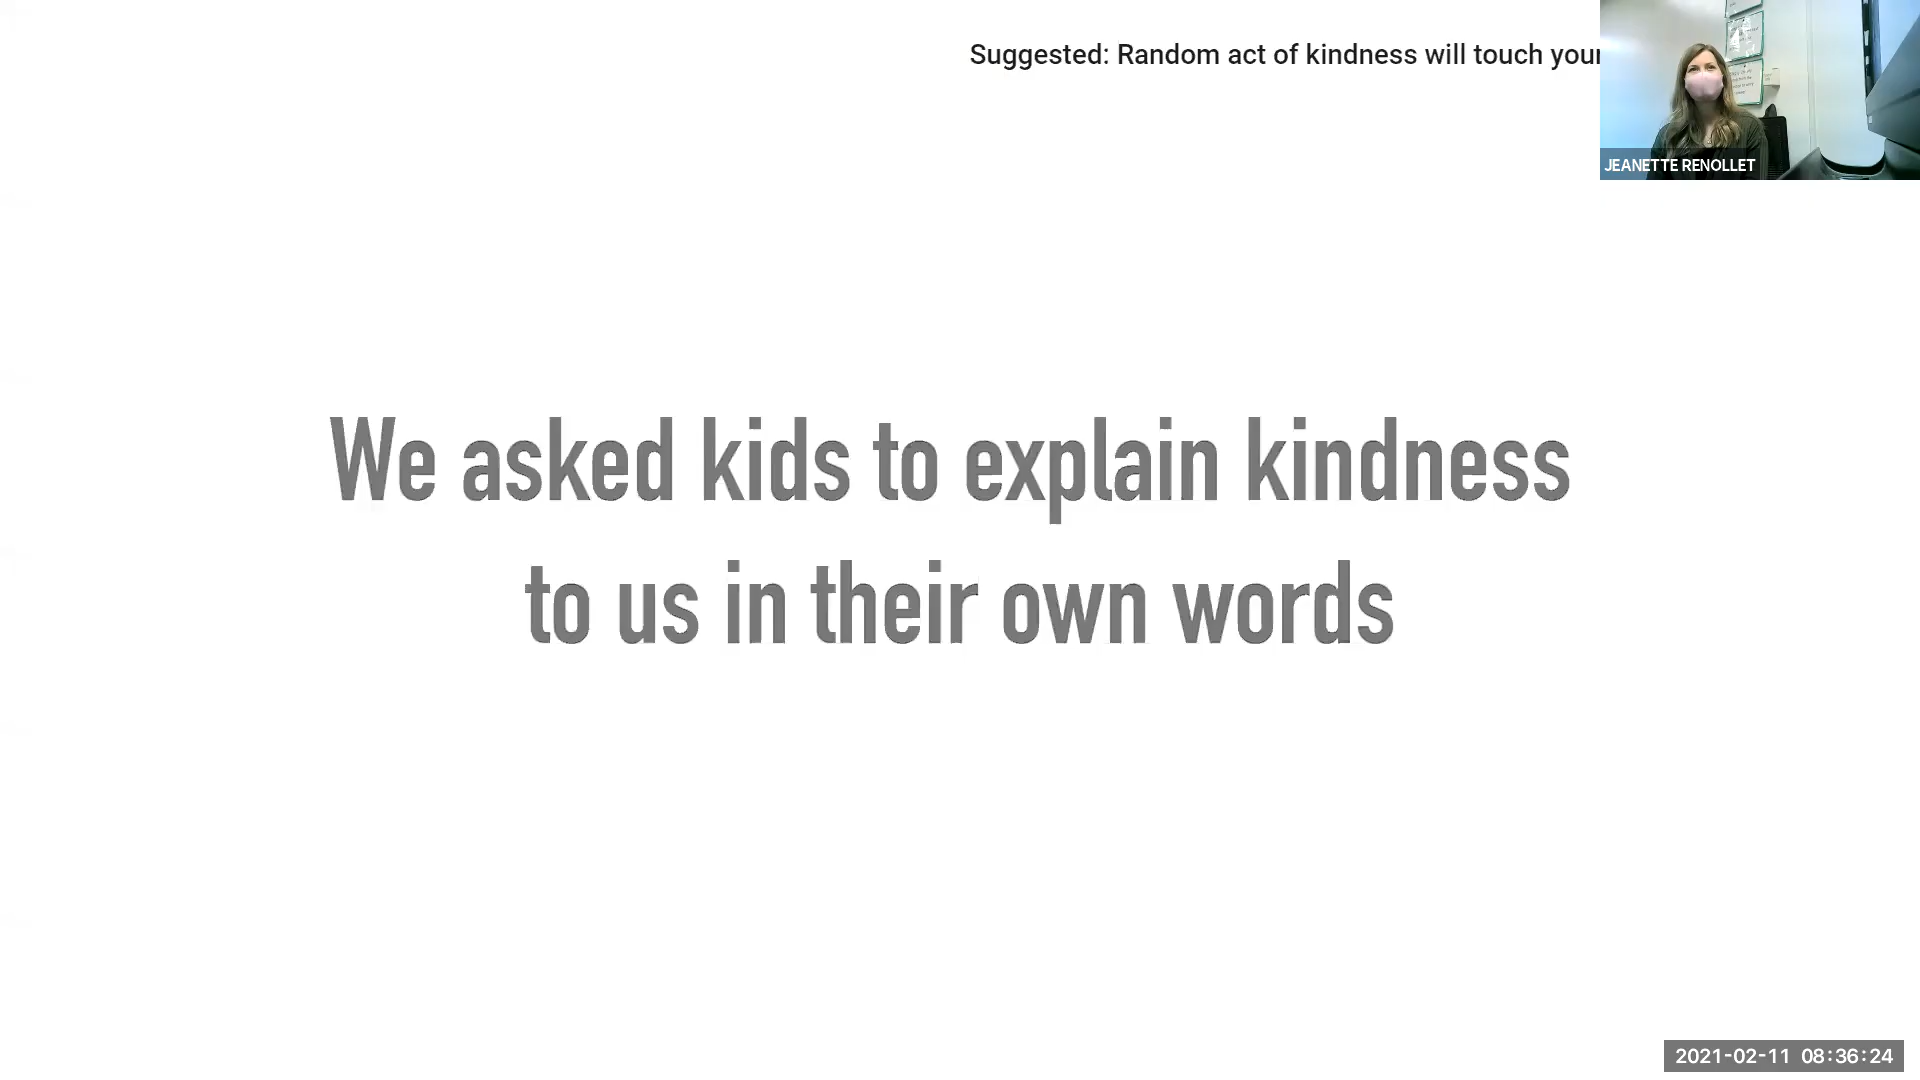 Suggested: Random act of kindness will touch your
JEANETTE RENOLLET
We asked kids to explain kindness
to us in their own words
2021-02-11 08:36:24